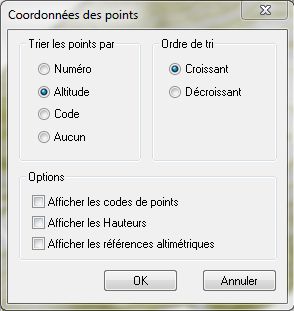 Coordonnées des points
Trier les points par
Numéro
Altitude
Code
Aucun
Ordre de tri
Croissant
Décroissant
Options
Afficher les codes de points
Afficher les Hauteurs
Afficher les références altimétriques
OK
Annuler